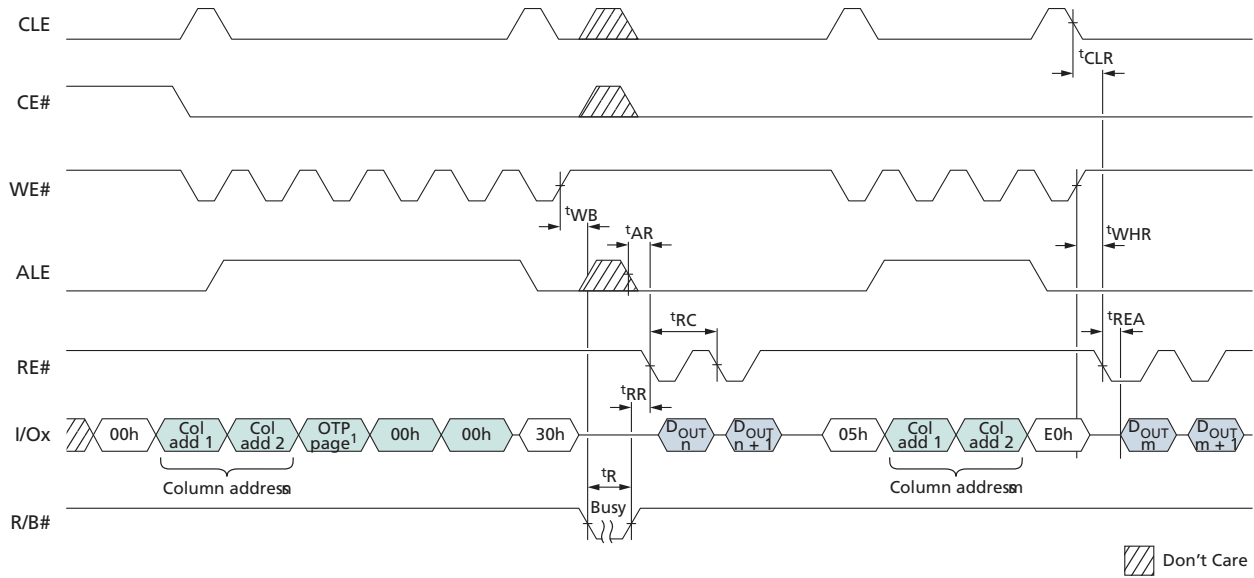 CLE
tCLR
CE#
WE#
tWB
tAR
tWHR
ALE
tRC
tREA
RE#
tRR
I/Ox
00h
Col add 1
Col add 2
OTP page1
00h
00h
30h
DOUT n
DOUT n + 1
05h
Col add 1
Col add 2
E0h
DOUT m
DOUT m + 1
tR
Column address n
Column address m
Busy
R/B#
Don't Care